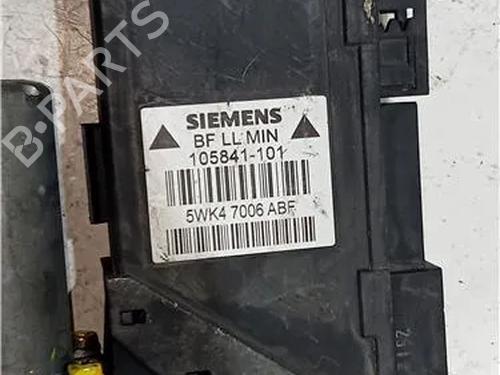 B-PARTS
SIEMENS
BF LL MIN
105841-101
5WK4 7006 ABF